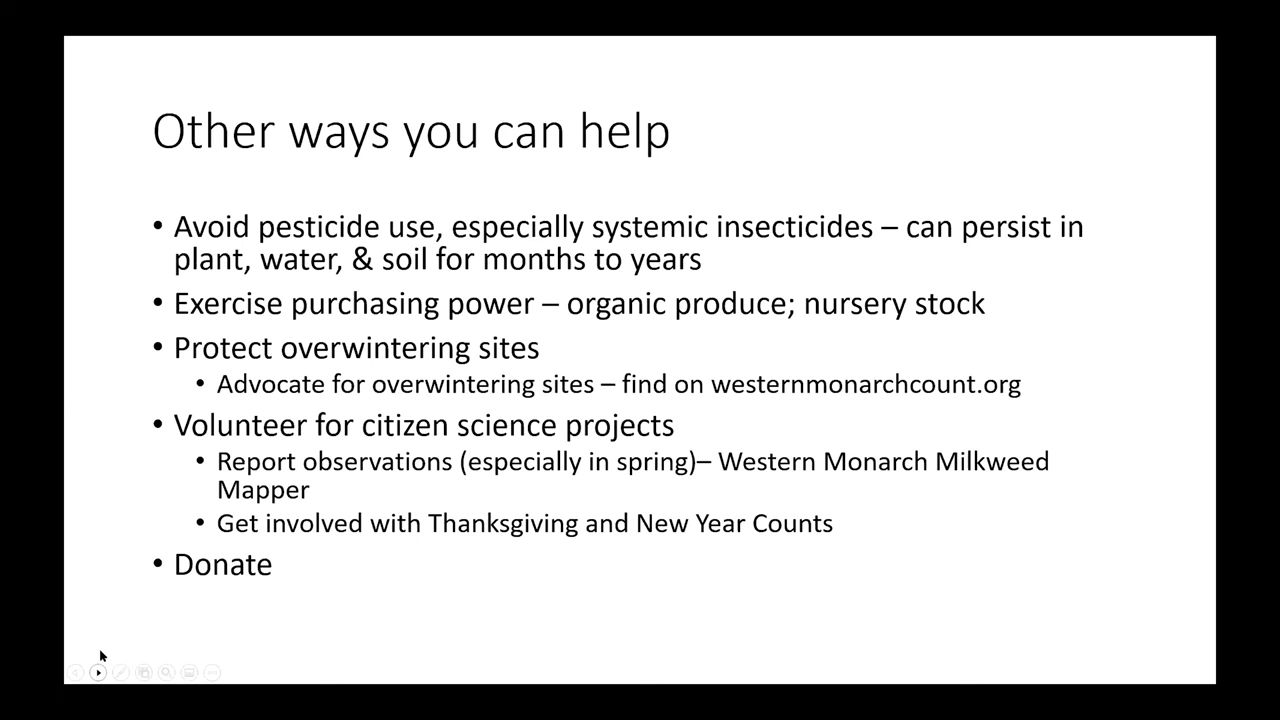 Other ways you can help
• Avoid pesticide use, especially systemic insecticides – can persist in
plant, water, & soil for months to years
• Exercise purchasing power – organic produce; nursery stock
• Protect overwintering sites
• Advocate for overwintering sites – find on westernmonarchcount.org
• Volunteer for citizen science projects
• Report observations (especially in spring)– Western Monarch Milkweed
Mapper
• Get involved with Thanksgiving and New Year Counts
• Donate